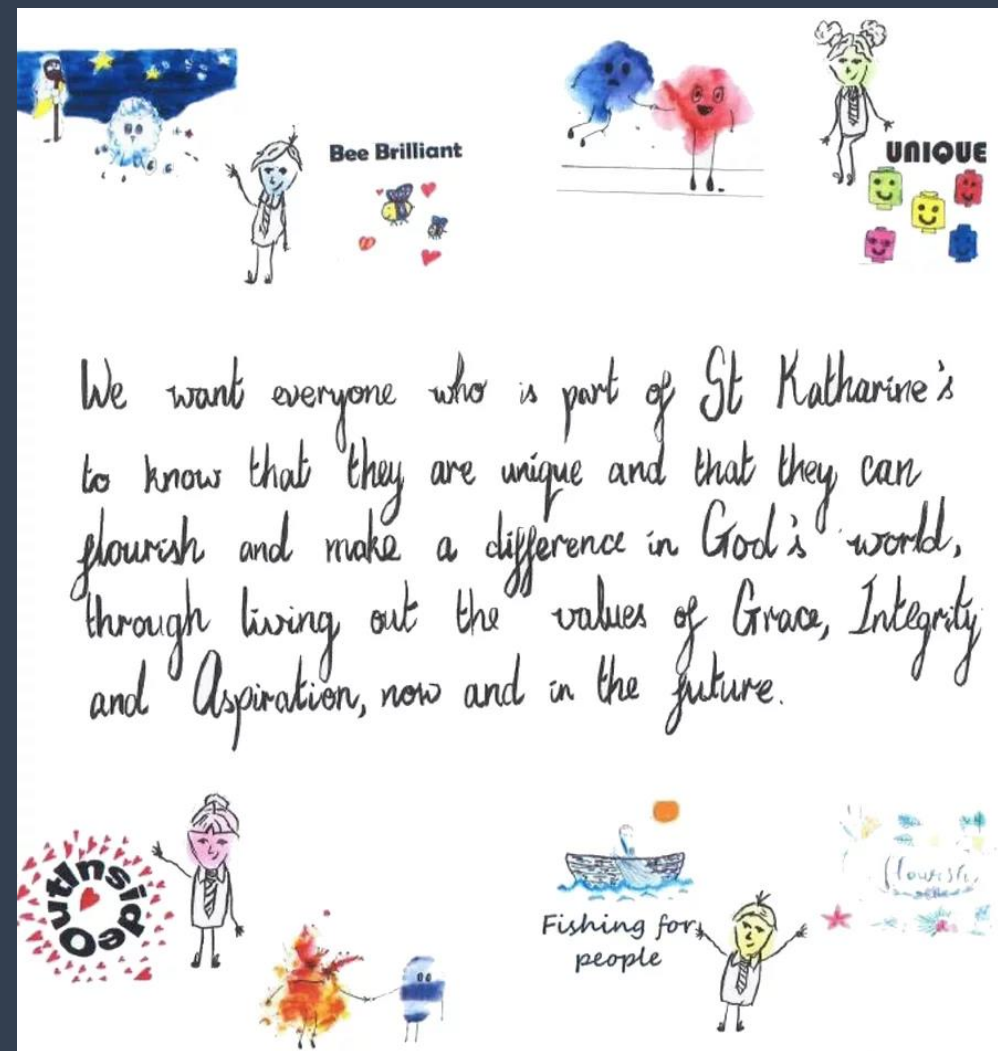 Bee Brilliant
UNIQUE
We want everyone who is part of St Katharine's
to know that they are unique and that they can
flourish and make a difference in God's world,
through living out the values of Grace, Integrity
and Aspiration, now and in the future.
InsideOut
Fishing for
people
flourish